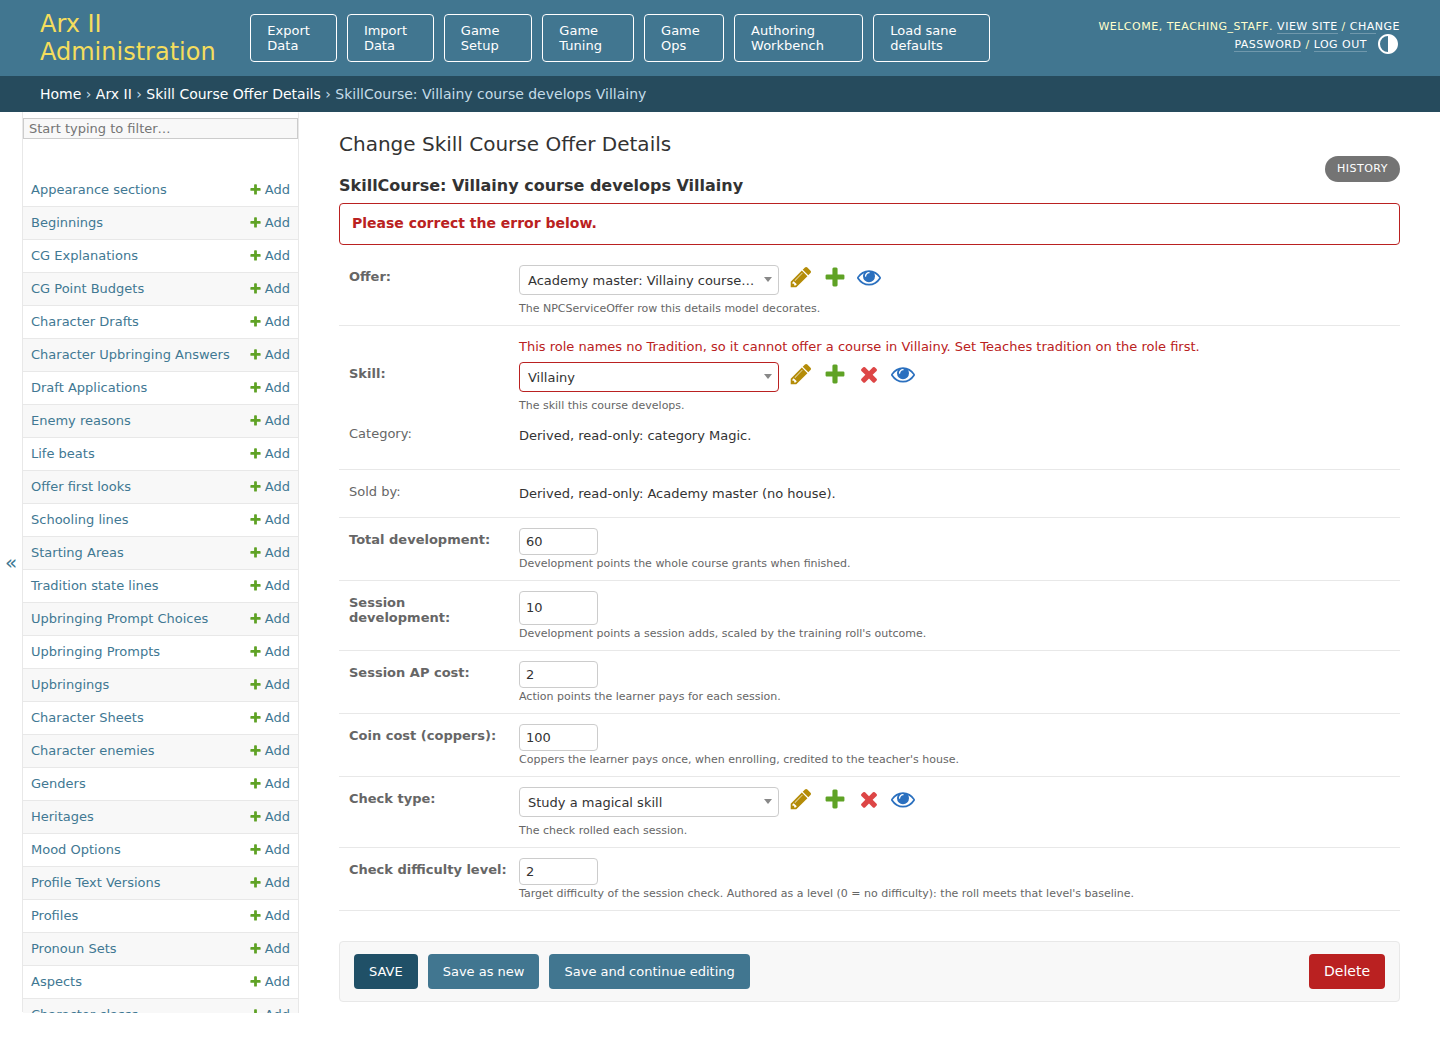 Arx II
Administration
Export
Data
Import
Data
Game
Setup
Game
Tuning
Game
Ops
Authoring
Workbench
Load sane
defaults
WELCOME, TEACHING_STAFF. VIEW SITE / CHANGE
PASSWORD / LOG OUT
Home › Arx II › Skill Course Offer Details › SkillCourse: Villainy course develops Villainy
Start typing to filter…
Appearance sections Add
Beginnings Add
CG Explanations Add
CG Point Budgets Add
Character Drafts Add
Character Upbringing Answers Add
Draft Applications Add
Enemy reasons Add
Life beats Add
Offer first looks Add
Schooling lines Add
Starting Areas Add
Tradition state lines Add
Upbringing Prompt Choices Add
Upbringing Prompts Add
Upbringings Add
Character Sheets Add
Character enemies Add
Genders Add
Heritages Add
Mood Options Add
Profile Text Versions Add
Profiles Add
Pronoun Sets Add
Aspects Add
«
Change Skill Course Offer Details
HISTORY
SkillCourse: Villainy course develops Villainy
Please correct the error below.
Offer: Academy master: Villainy course…
The NPCServiceOffer row this details model decorates.
This role names no Tradition, so it cannot offer a course in Villainy. Set Teaches tradition on the role first.
Skill: Villainy
The skill this course develops.
Category: Derived, read-only: category Magic.
Sold by: Derived, read-only: Academy master (no house).
Total development: 60
Development points the whole course grants when finished.
Session
development: 10
Development points a session adds, scaled by the training roll's outcome.
Session AP cost: 2
Action points the learner pays for each session.
Coin cost (coppers): 100
Coppers the learner pays once, when enrolling, credited to the teacher's house.
Check type: Study a magical skill
The check rolled each session.
Check difficulty level: 2
Target difficulty of the session check. Authored as a level (0 = no difficulty): the roll meets that level's baseline.
SAVE Save as new Save and continue editing Delete